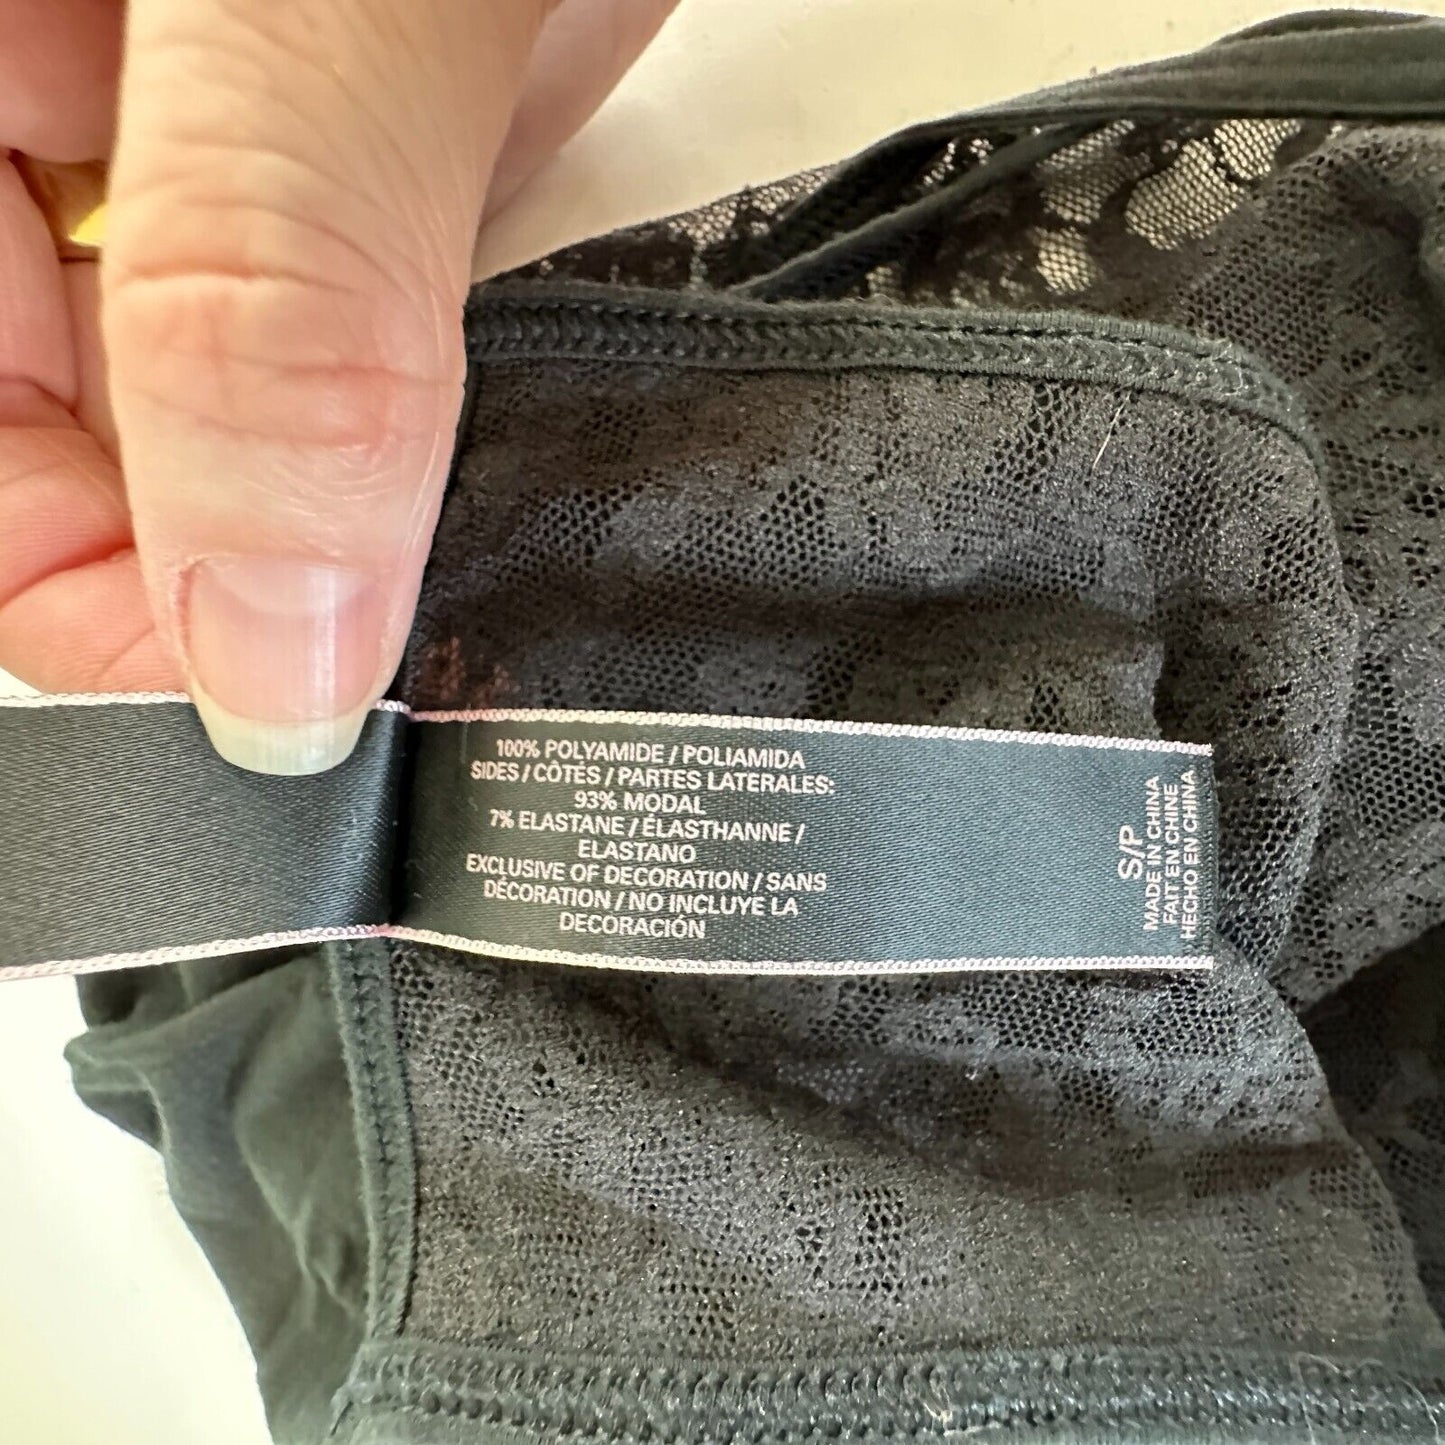 100% POLYAMIDE / POLIAMIDA
SIDES / CÔTÉS / PARTES LATERALES:
93% MODAL
7% ELASTANE / ÉLASTHANNE /
ELASTANO
EXCLUSIVE OF DECORATION / SANS
DÉCORATION / NO INCLUYE LA
DECORACIÓN
S/P
MADE IN CHINA
FAIT EN CHINE
HECHO EN CHINA